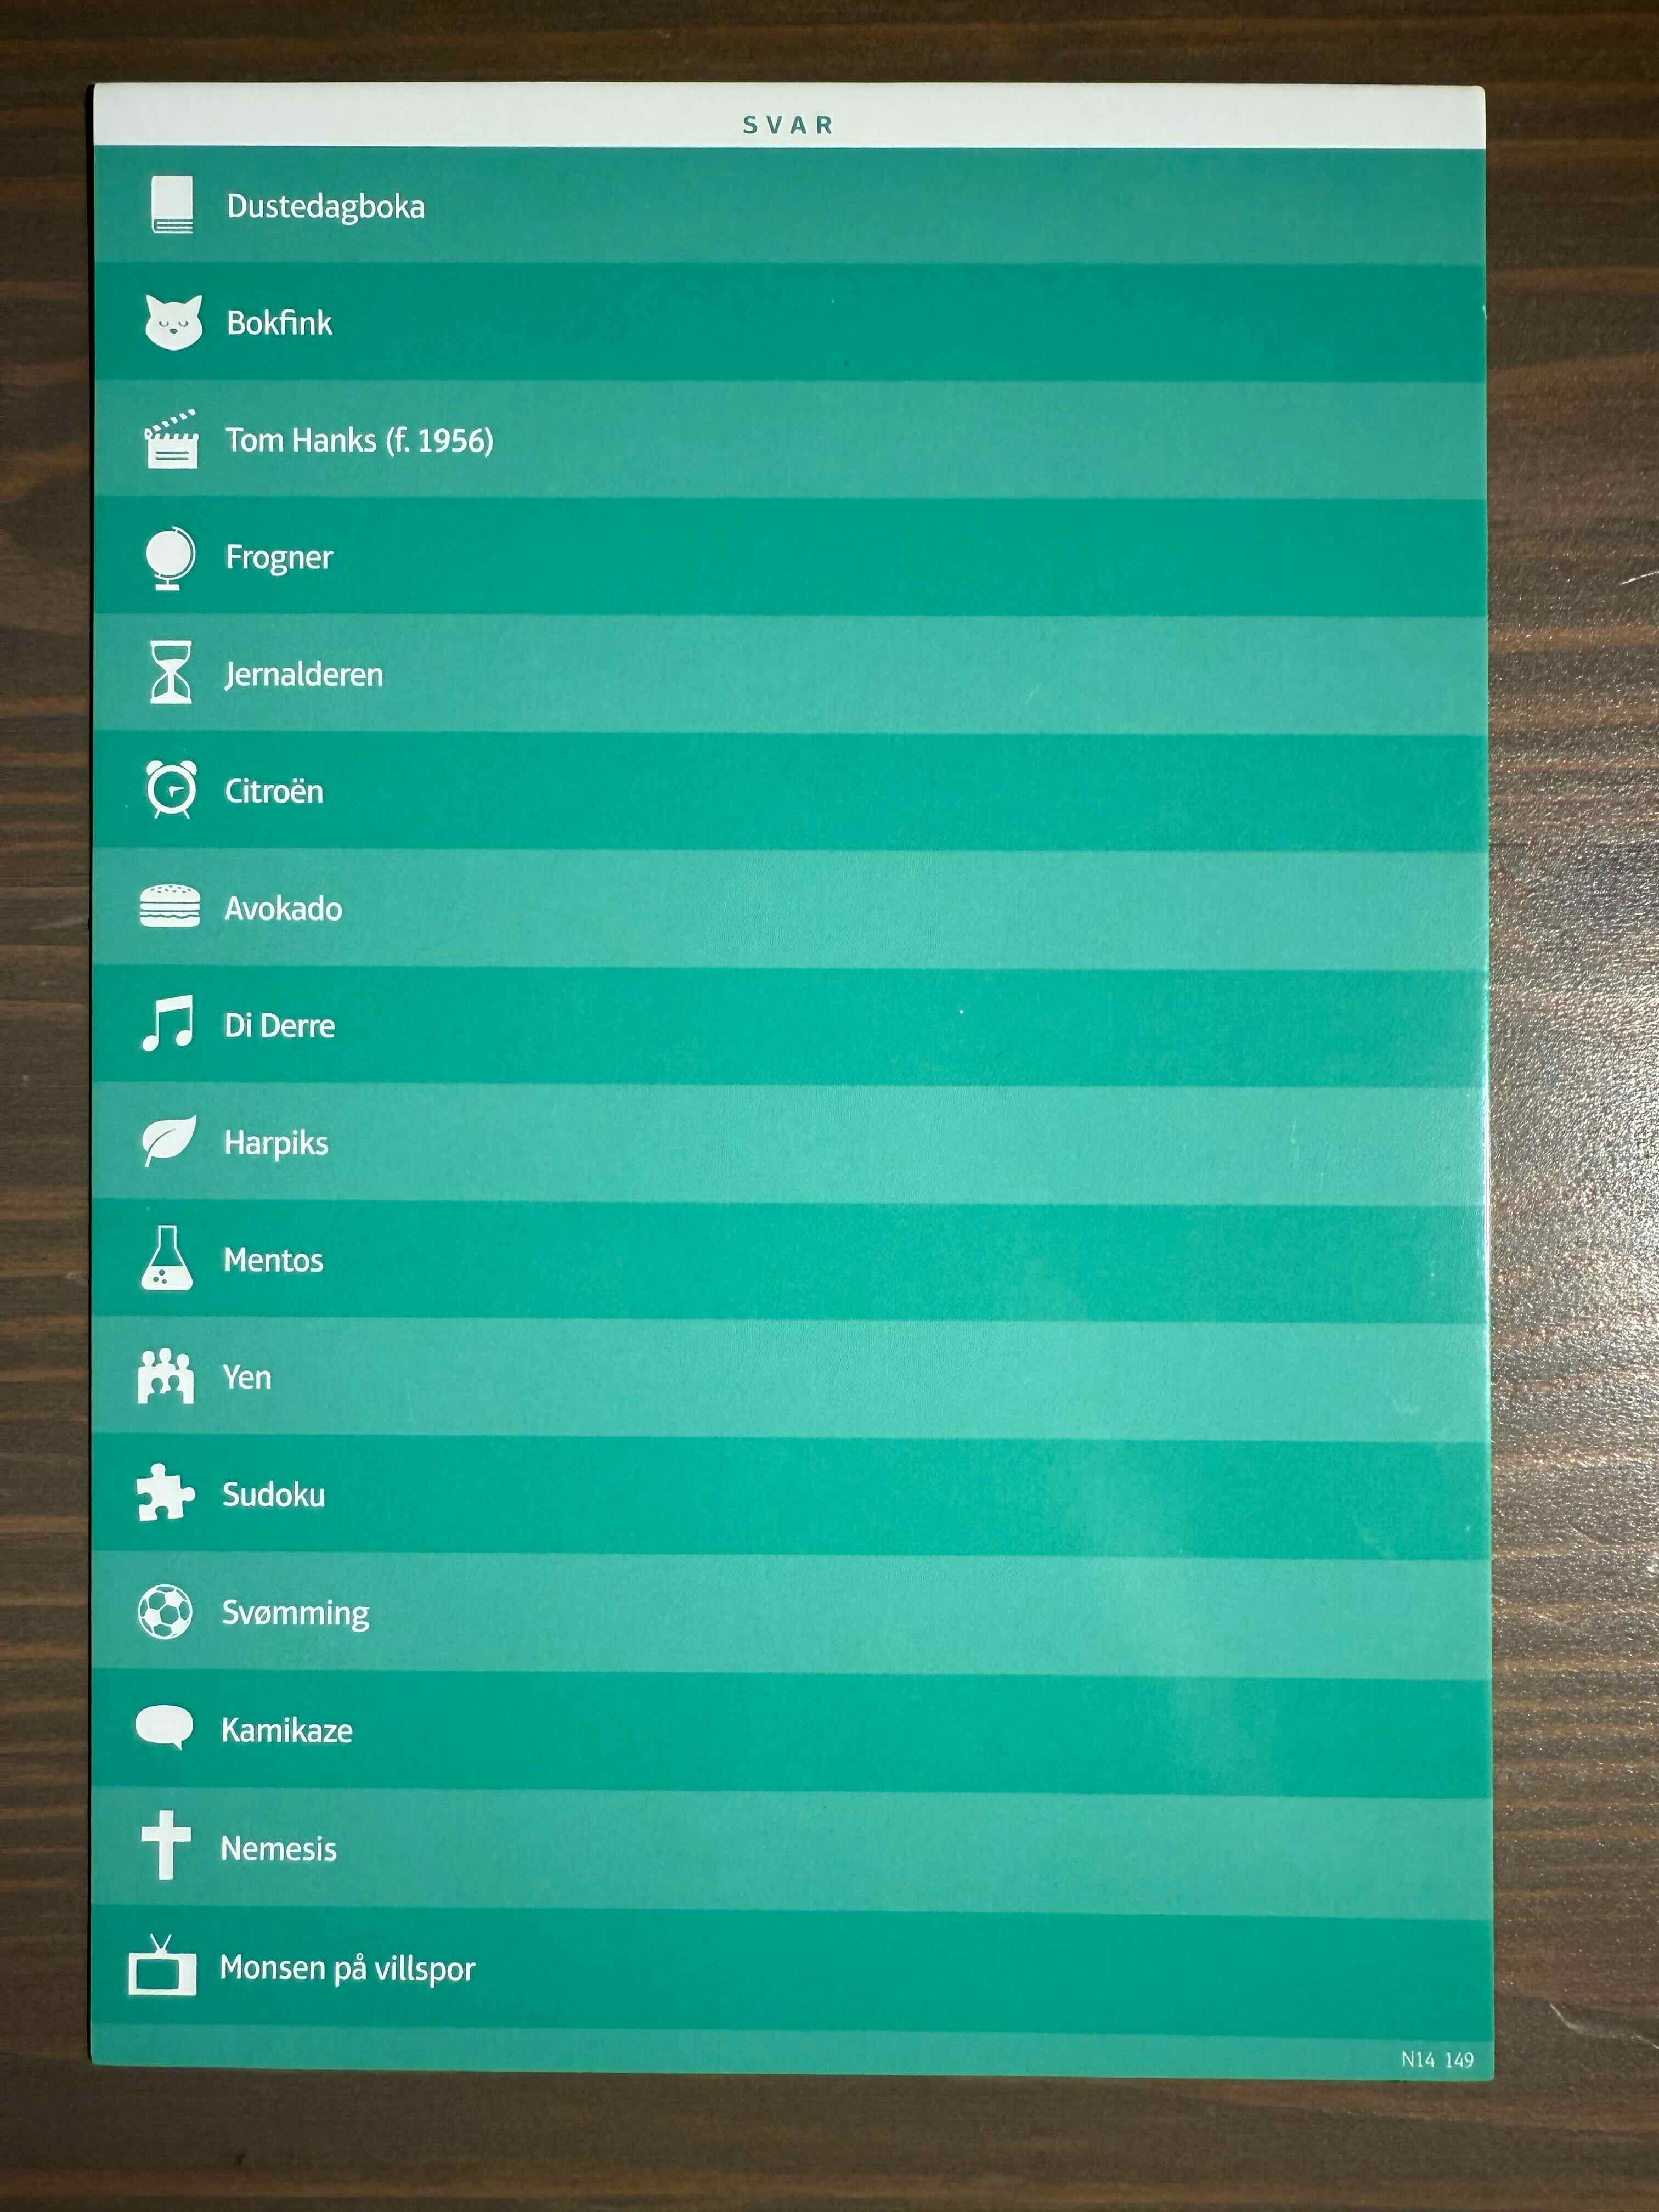 SVAR
Dustedagboka
Bokfink
Tom Hanks (f. 1956)
Frogner
Jernalderen
Citroën
Avokado
Di Derre
Harpiks
Mentos
Yen
Sudoku
Svømming
Kamikaze
Nemesis
Monsen på villspor
N14 149